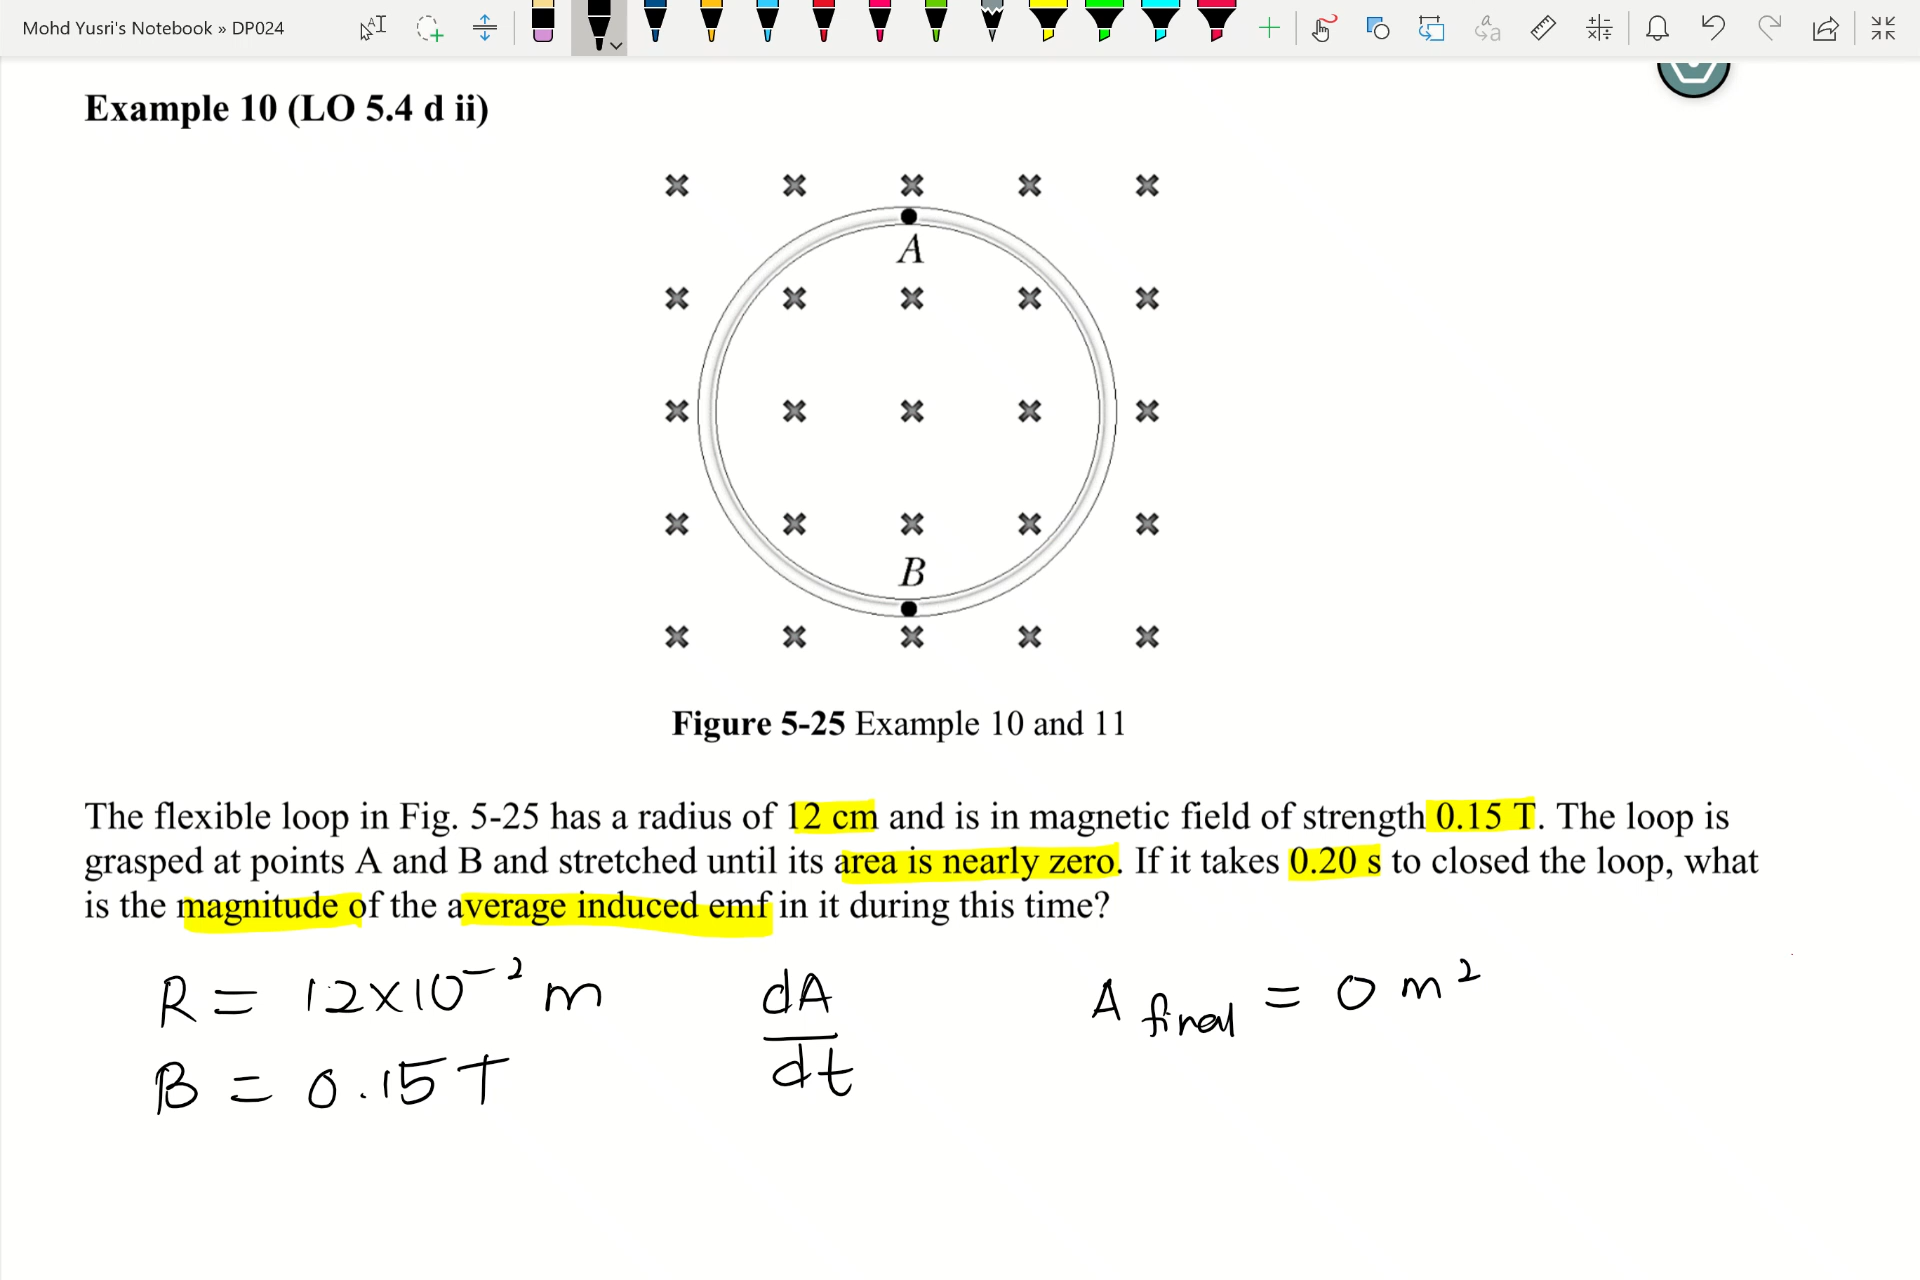 Mohd Yusri's Notebook » DP024
Example 10 (LO 5.4 d ii)
A
B
Figure 5-25 Example 10 and 11
The flexible loop in Fig. 5-25 has a radius of 12 cm and is in magnetic field of strength 0.15 T. The loop is
grasped at points A and B and stretched until its area is nearly zero. If it takes 0.20 s to closed the loop, what
is the magnitude of the average induced emf in it during this time?
R = 12×10⁻² m
B = 0.15T
dA
dt
A final = 0 m²